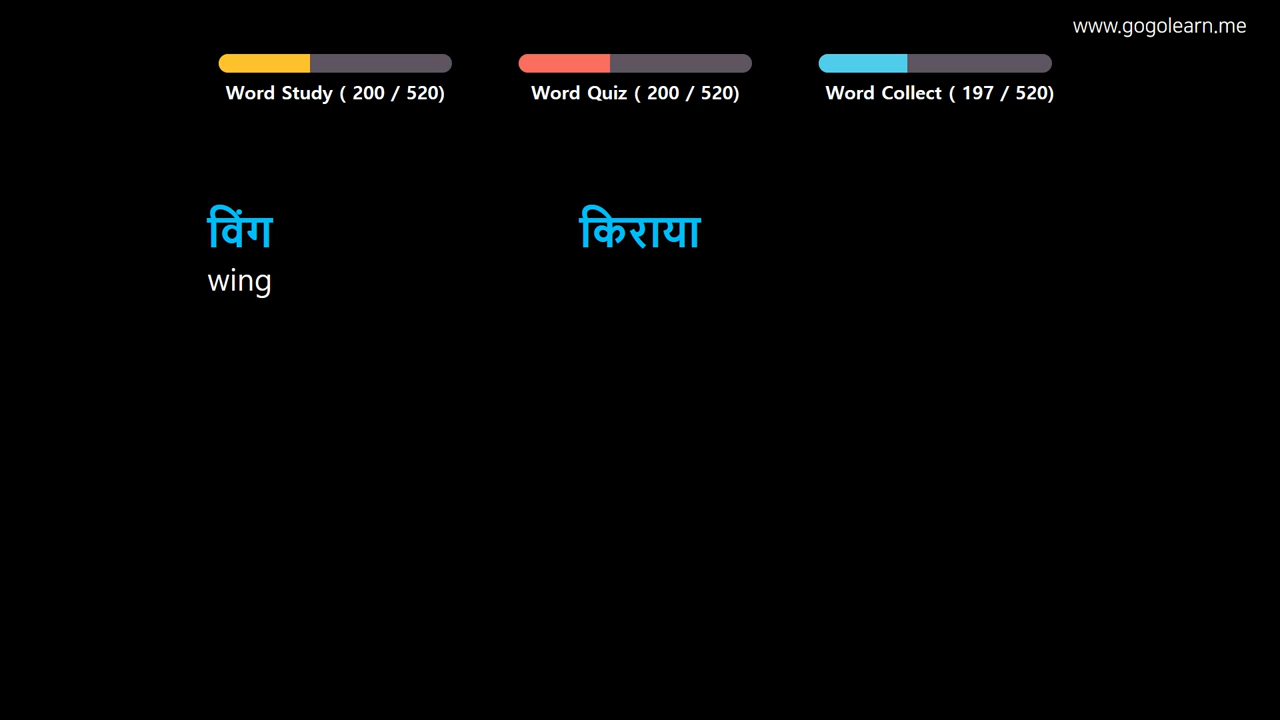 www.gogolearn.me
Word Study ( 200 / 520)
Word Quiz ( 200 / 520)
Word Collect ( 197 / 520)
विंग
किराया
wing